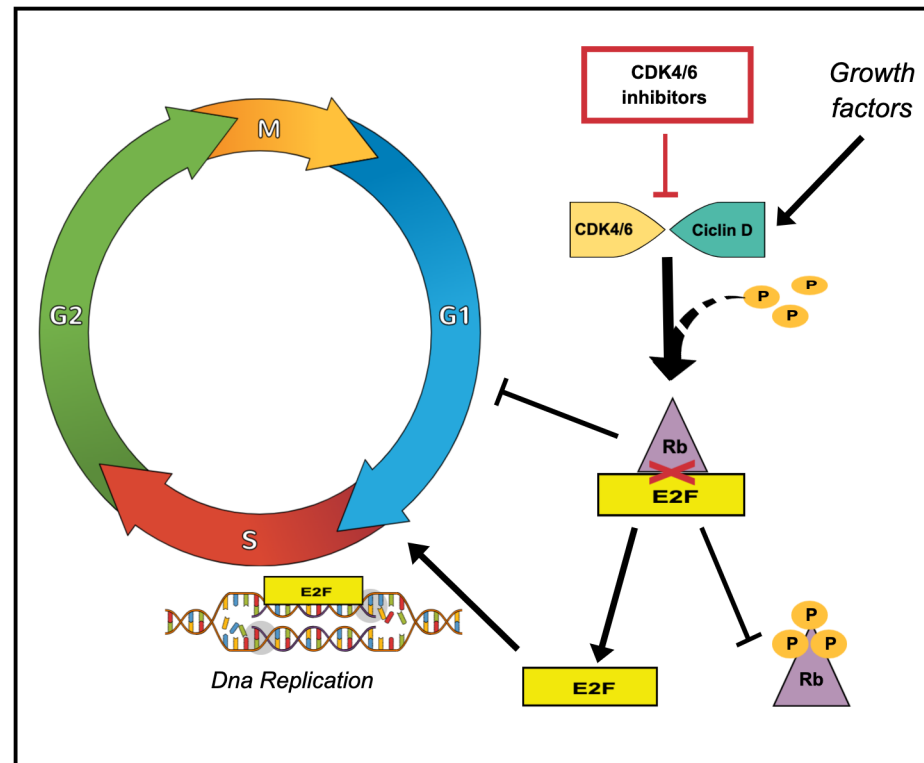 CDK4/6
inhibitors
Growth
factors
M
CDK4/6
Ciclin D
G2
G1
P
P
P
Rb
E2F
S
E2F
Dna Replication
E2F
P
P
P
Rb